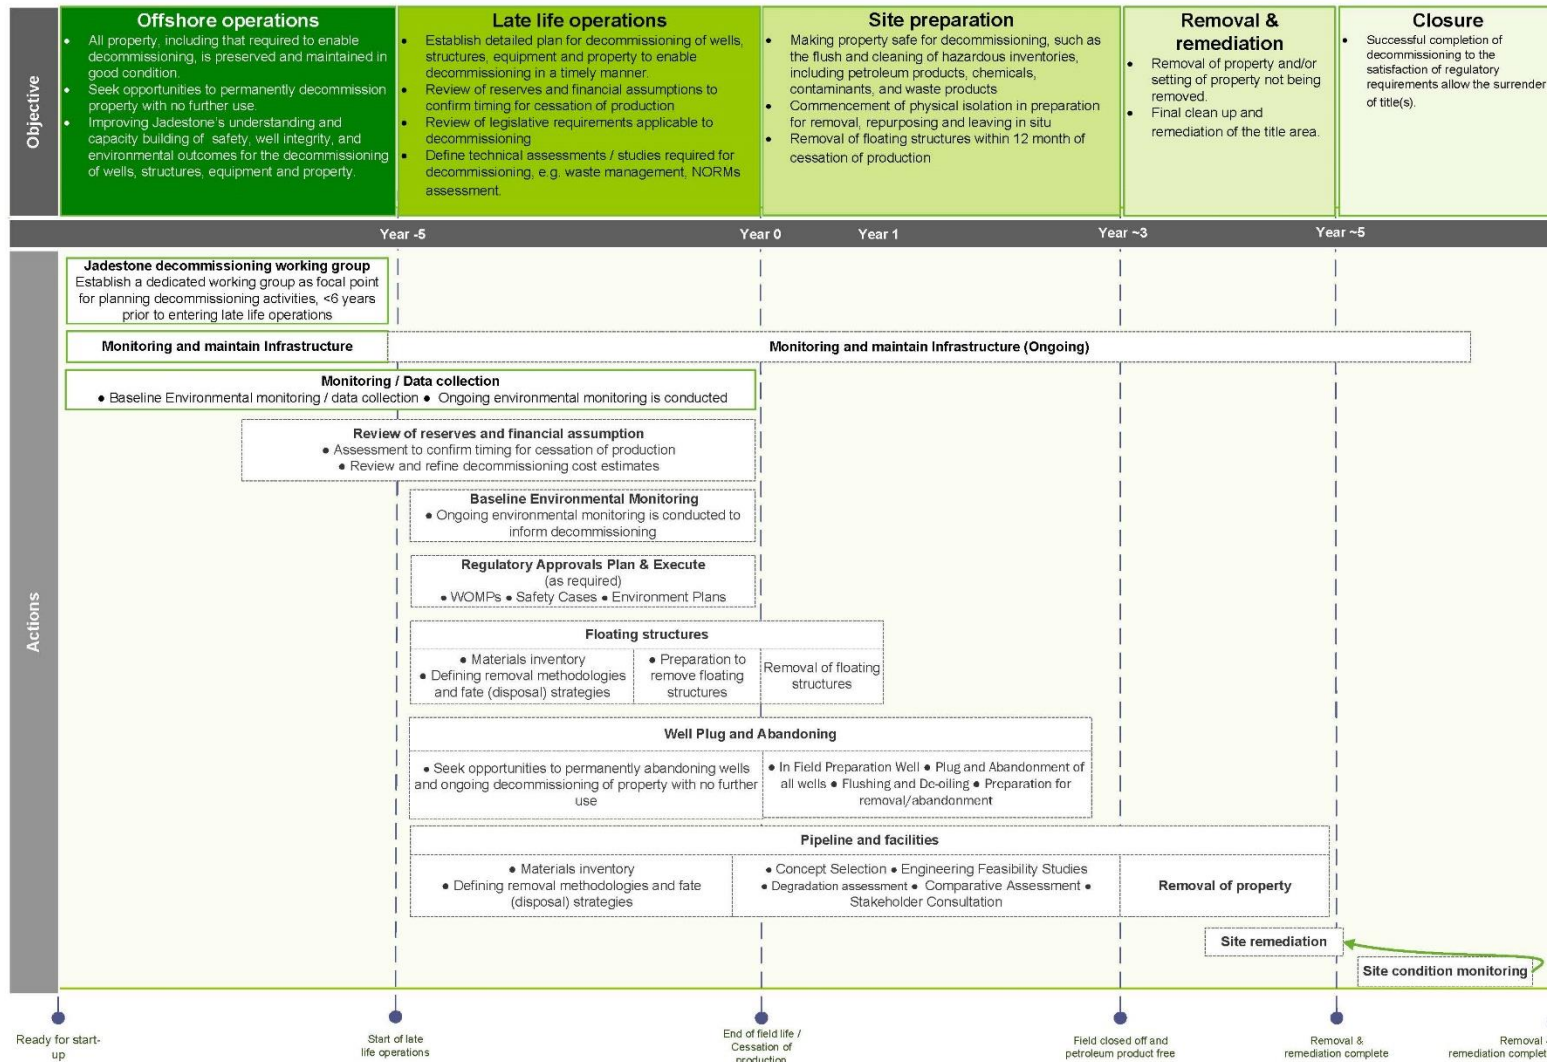 Objective
Offshore operations
• All property, including that required to enable
decommissioning, is preserved and maintained in
good condition.
• Seek opportunities to permanently decommission
property with no further use.
• Improving Jadestone's understanding and
capacity building of safety, well integrity, and
environmental outcomes for the decommissioning
of wells, structures, equipment and property.
Late life operations
• Establish detailed plan for decommissioning of wells,
structures, equipment and property to enable
decommissioning in a timely manner.
• Review of reserves and financial assumptions to
confirm timing for cessation of production
• Review of legislative requirements applicable to
decommissioning
• Define technical assessments / studies required for
decommissioning, e.g. waste management, NORMs
assessment.
Site preparation
• Making property safe for decommissioning, such as
the flush and cleaning of hazardous inventories,
including petroleum products, chemicals,
contaminants, and waste products
• Commencement of physical isolation in preparation
for removal, repurposing and leaving in situ
• Removal of floating structures within 12 month of
cessation of production
Removal &
remediation
• Removal of property and/or
setting of property not being
removed.
• Final clean up and
remediation of the title area.
Closure
• Successful completion of
decommissioning to the
satisfaction of regulatory
requirements allow the surrender
of title(s).
Year -5
Year 0
Year 1
Year ~3
Year ~5
Actions
Jadestone decommissioning working group
Establish a dedicated working group as focal point
for planning decommissioning activities, <6 years
prior to entering late life operations
Monitoring and maintain Infrastructure
Monitoring and maintain Infrastructure (Ongoing)
Monitoring / Data collection
● Baseline Environmental monitoring / data collection ● Ongoing environmental monitoring is conducted
Review of reserves and financial assumption
● Assessment to confirm timing for cessation of production
● Review and refine decommissioning cost estimates
Baseline Environmental Monitoring
● Ongoing environmental monitoring is conducted to
inform decommissioning
Regulatory Approvals Plan & Execute
(as required)
● WOMPs ● Safety Cases ● Environment Plans
Floating structures
● Materials inventory
● Defining removal methodologies
and fate (disposal) strategies
● Preparation to
remove floating
structures
Removal of floating
structures
Well Plug and Abandoning
● Seek opportunities to permanently abandoning wells
and ongoing decommissioning of property with no further
use
● In Field Preparation Well ● Plug and Abandonment of
all wells ● Flushing and De-oiling ● Preparation for
removal/abandonment
Pipeline and facilities
● Materials inventory
● Defining removal methodologies and fate
(disposal) strategies
● Concept Selection ● Engineering Feasibility Studies
● Degradation assessment ● Comparative Assessment ●
Stakeholder Consultation
Removal of property
Site remediation
Site condition monitoring
Ready for start-
up
Start of late
life operations
End of field life /
Cessation of
production
Field closed off and
petroleum product free
Removal &
remediation complete
Removal
remediation complet